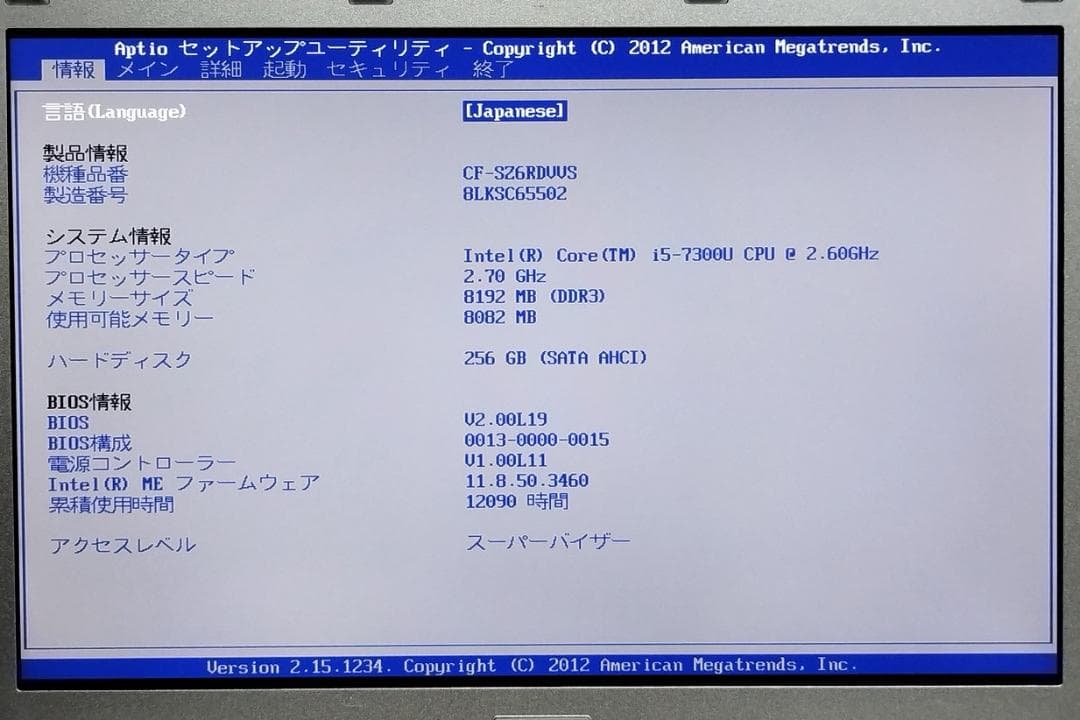 Aptio セットアップユーティリティ - Copyright (C) 2012 American Megatrends, Inc.
情報 メイン 詳細 起動 セキュリティ 終了
言語(Language) [Japanese]
製品情報
機種品番 CF-SZ6RDVVS
製造番号 8LKSC65502
システム情報
プロセッサータイプ Intel(R) Core(TM) i5-7300U CPU @ 2.60GHz
プロセッサースピード 2.70 GHz
メモリーサイズ 8192 MB (DDR3)
使用可能メモリー 8082 MB
ハードディスク 256 GB (SATA AHCI)
BIOS情報
BIOS V2.00L19
BIOS構成 0013-0000-0015
電源コントローラー V1.00L11
Intel(R) ME ファームウェア 11.8.50.3460
累積使用時間 12090 時間
アクセスレベル スーパーバイザー
Version 2.15.1234. Copyright (C) 2012 American Megatrends, Inc.